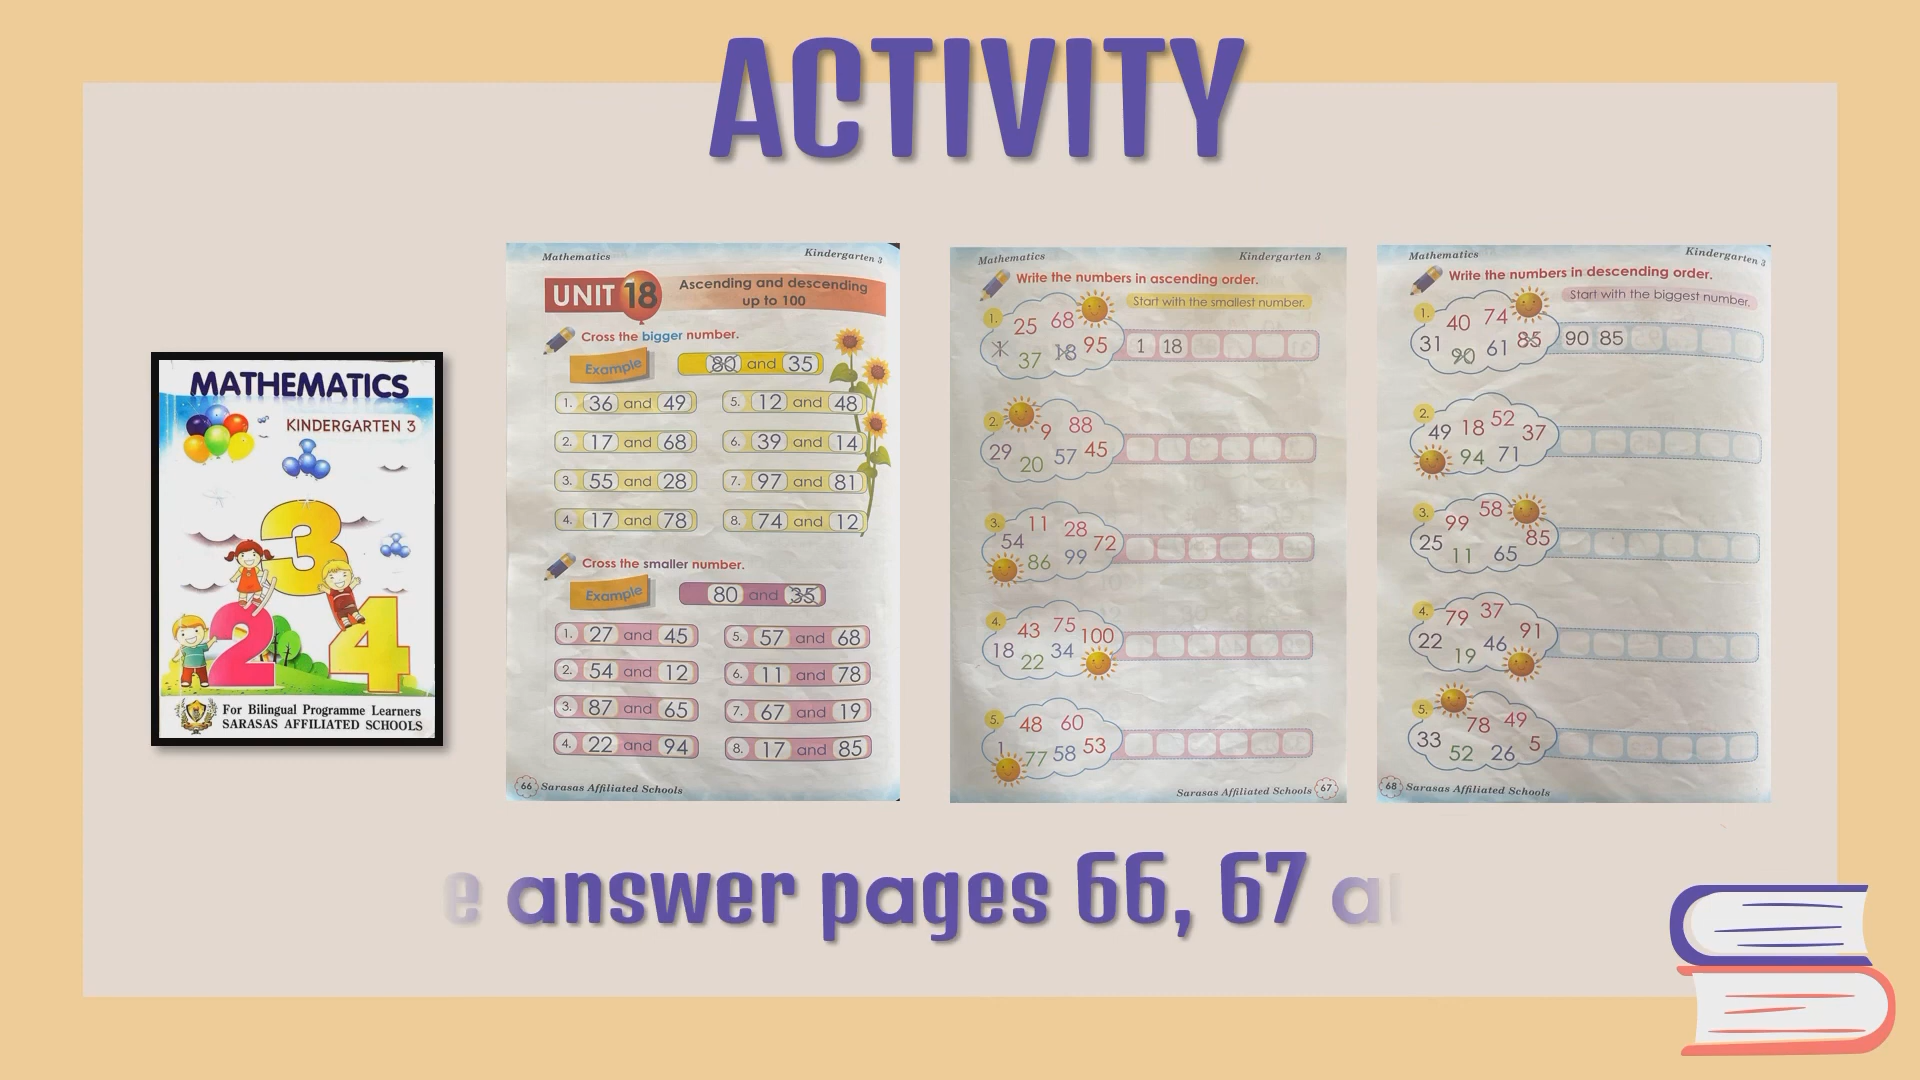 ACTIVITY
MATHEMATICS
KINDERGARTEN 3
3
2 4
For Bilingual Programme Learners
SARASAS AFFILIATED SCHOOLS
Mathematics Kindergarten 3
UNIT 18
Ascending and descending
up to 100
Cross the bigger number.
Example 80 and 35
1. 36 and 49 5. 12 and 48
2. 17 and 68 6. 39 and 14
3. 55 and 28 7. 97 and 81
4. 17 and 78 8. 74 and 12
Cross the smaller number.
Example 80 and 35
1. 27 and 45 5. 57 and 68
2. 54 and 12 6. 11 and 78
3. 87 and 65 7. 67 and 19
4. 22 and 94 8. 17 and 85
66 Sarasas Affiliated Schools
Mathematics Kindergarten 3
Write the numbers in ascending order.
Start with the smallest number.
1. 25 68
1 37 18 95 1 18
2. 9 88
29 20 57 45
3. 11 28
54 86 99 72
4. 43 75 100
18 22 34
5. 48 60
1 77 58 53
Sarasas Affiliated Schools 67
Mathematics Kindergarten 3
Write the numbers in descending order.
Start with the biggest number.
1. 40 74
31 90 61 85 90 85
2. 49 18 52 37
94 71
3. 99 58
25 11 65 85
4. 79 37 91
22 19 46
5. 78 49
33 52 26 5
68 Sarasas Affiliated Schools
e answer pages 66, 67 a